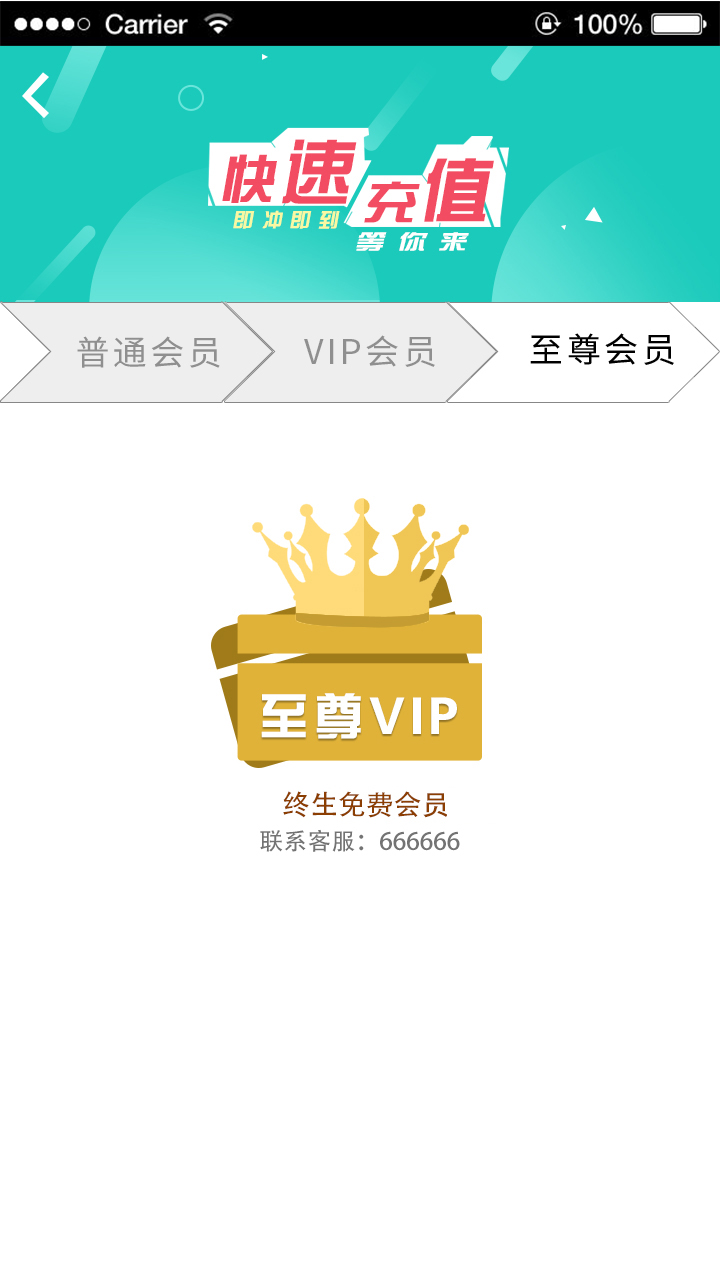 Carrier 100%
快速充值
即冲即到
等你来
普通会员 VIP会员 至尊会员
至尊VIP
终生免费会员
联系客服：666666